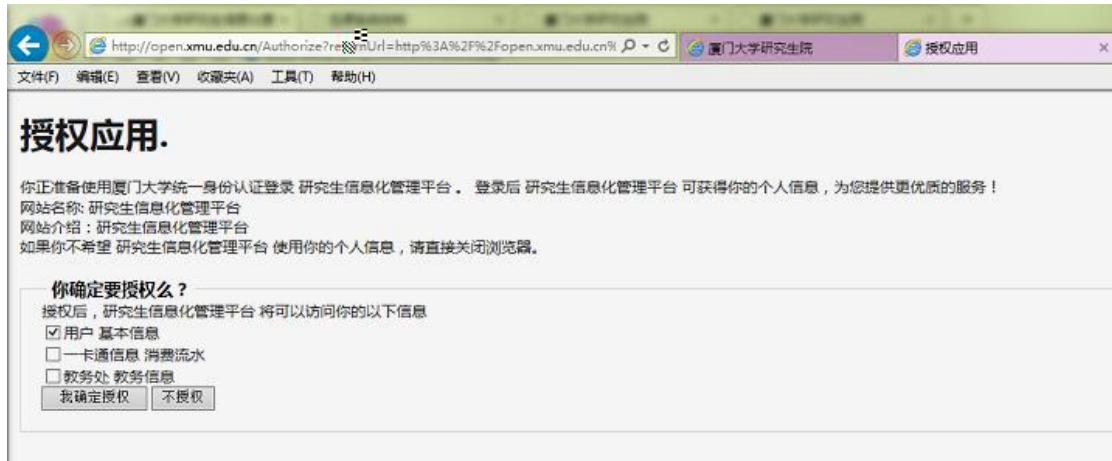 http://open.xmu.edu.cn/Authorize?re nUrl=http%3A%2F%2Fopen.xmu.edu.cn%
厦门大学研究生院
授权应用
文件(F) 编辑(E) 查看(V) 收藏夹(A) 工具(T) 帮助(H)
授权应用.
你正准备使用厦门大学统一身份认证登录 研究生信息化管理平台 。 登录后 研究生信息化管理平台 可获得你的个人信息，为您提供更优质的服务！
网站名称: 研究生信息化管理平台
网站介绍：研究生信息化管理平台
如果你不希望 研究生信息化管理平台 使用你的个人信息，请直接关闭浏览器。
你确定要授权么？
授权后，研究生信息化管理平台 将可以访问你的以下信息
用户 基本信息
一卡通信息 消费流水
教务处 教务信息
我确定授权 不授权